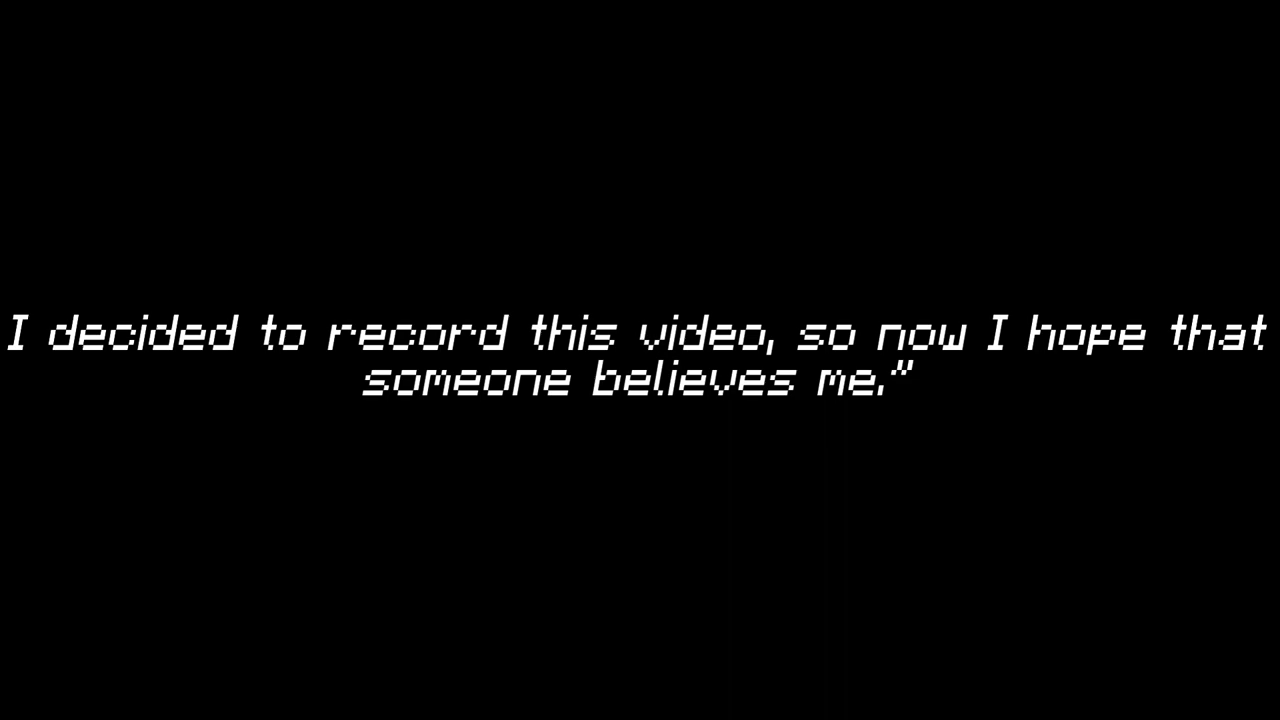 I decided to record this video, so now I hope that
someone believes me."